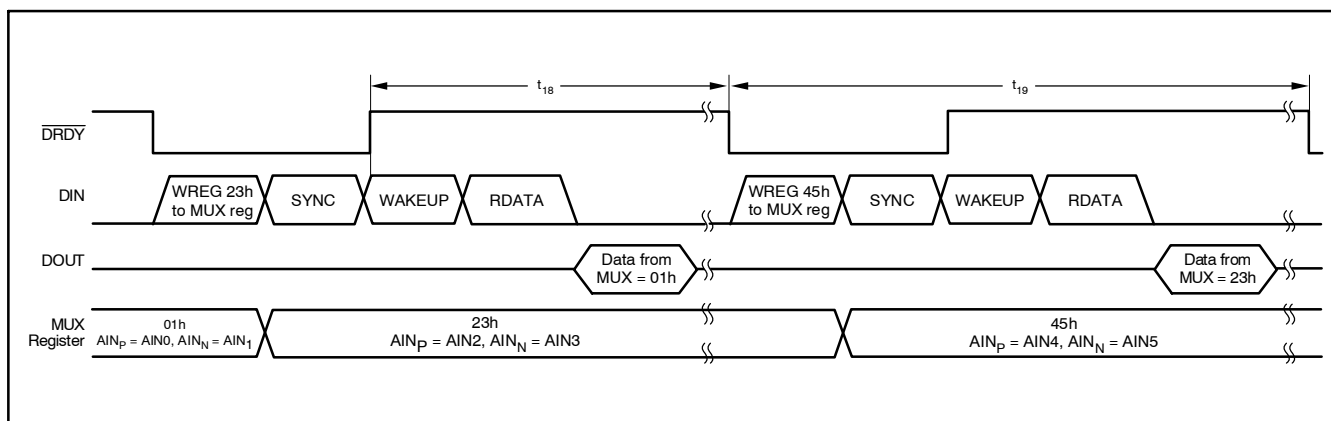 t18
t19
DRDY
DIN
WREG 23h
to MUX reg
SYNC
WAKEUP
RDATA
WREG 45h
to MUX reg
SYNC
WAKEUP
RDATA
DOUT
Data from
MUX = 01h
Data from
MUX = 23h
MUX
Register
01h
AINP = AIN0, AINN = AIN1
23h
AINP = AIN2, AINN = AIN3
45h
AINP = AIN4, AINN = AIN5